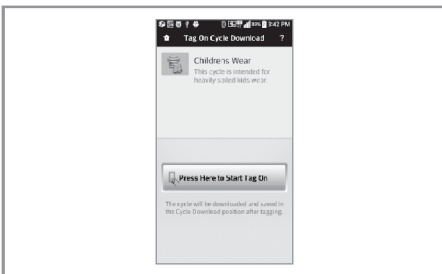 3:42 PM
Tag On Cycle Download ?
Childrens Wear
This cycle is intended for
heavily soiled kids wear.
Press Here to Start Tag On
The cycle will be downloaded and saved in
the Cycle Download position after tagging.